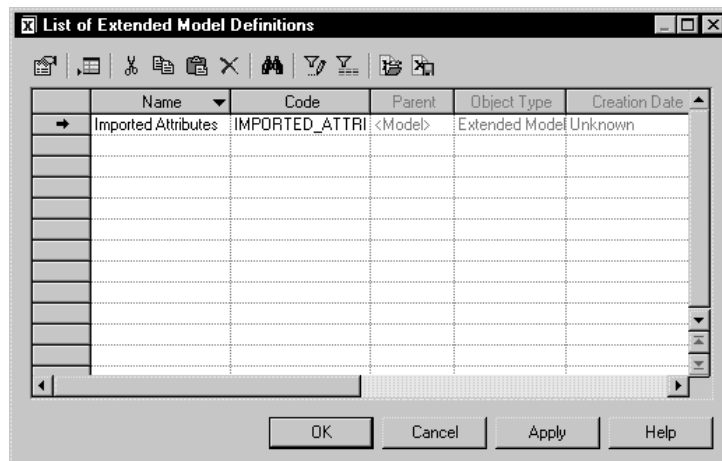 List of Extended Model Definitions
Name Code Parent Object Type Creation Date
Imported Attributes IMPORTED_ATTRI <Model> Extended Model Unknown
OK Cancel Apply Help